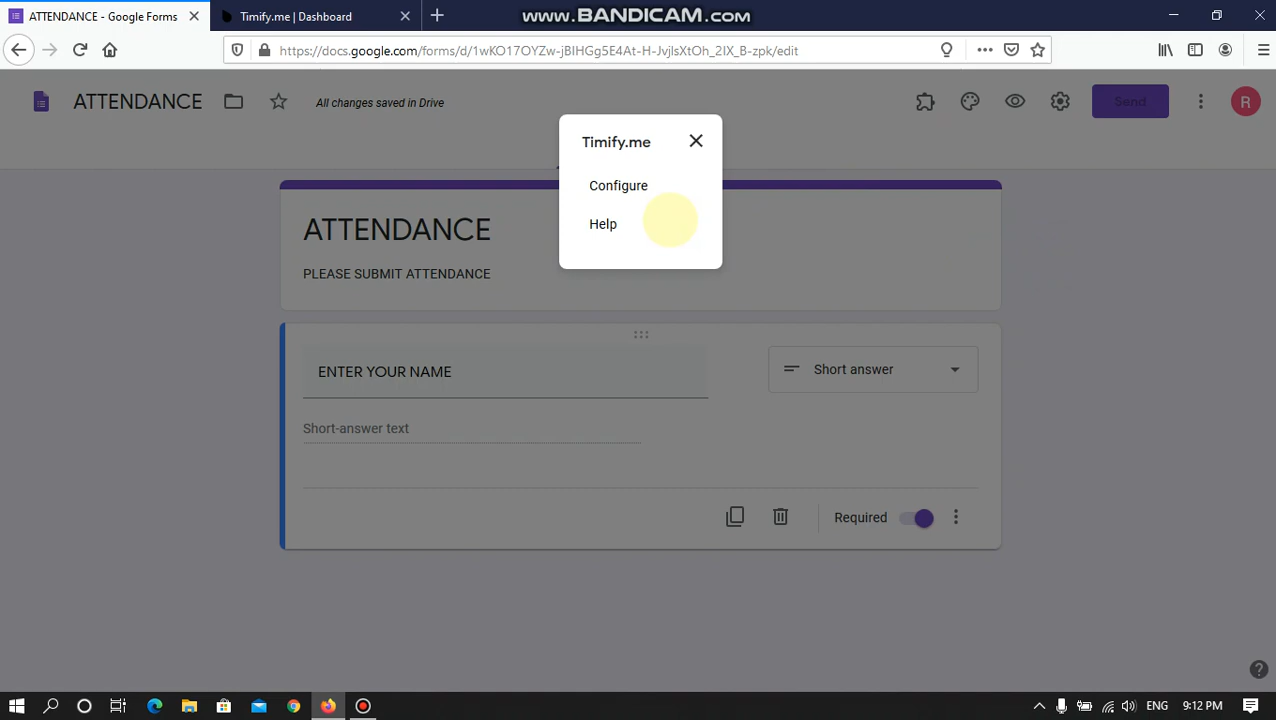 ATTENDANCE - Google Forms
Timify.me | Dashboard
www.BANDICAM.com
https://docs.google.com/forms/d/1wKO17OYZw-jBIHGg5E4At-H-JvjlsXtOh_2IX_B-zpk/edit
ATTENDANCE
All changes saved in Drive
Send
R
Timify.me
Configure
Help
ATTENDANCE
PLEASE SUBMIT ATTENDANCE
ENTER YOUR NAME
Short answer
Short-answer text
Required
ENG
9:12 PM